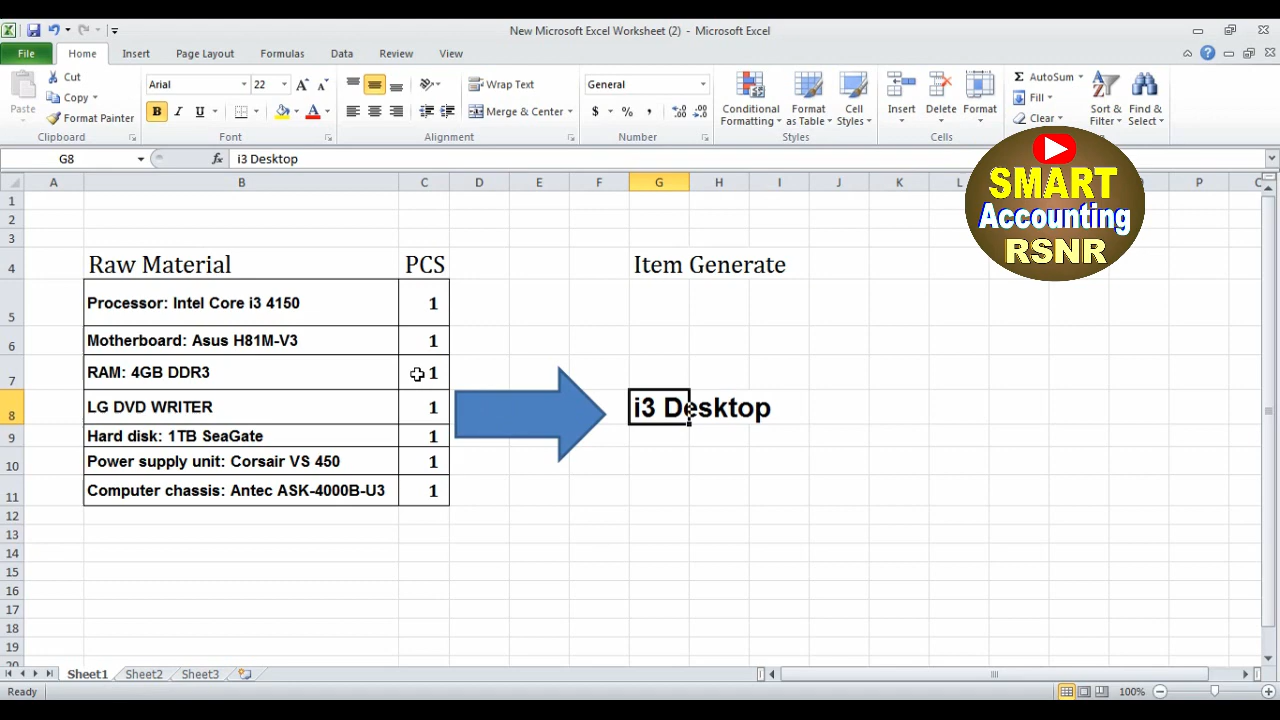 New Microsoft Excel Worksheet (2) - Microsoft Excel
File Home Insert Page Layout Formulas Data Review View
Paste
Cut
Copy
Format Painter
Clipboard
Arial 22
B I U
Font
Wrap Text
Merge & Center
Alignment
General
$ % ,
Number
Conditional Formatting
Format as Table
Cell Styles
Styles
Insert
Delete
Format
Cells
AutoSum
Fill
Clear
Sort & Filter
Find & Select
G8 fx i3 Desktop
A B C D E F G H I J K L P
1
2
3
4 Raw Material PCS Item Generate
5 Processor: Intel Core i3 4150 1
6 Motherboard: Asus H81M-V3 1
7 RAM: 4GB DDR3 1
8 LG DVD WRITER 1 i3 Desktop
9 Hard disk: 1TB SeaGate 1
10 Power supply unit: Corsair VS 450 1
11 Computer chassis: Antec ASK-4000B-U3 1
12
13
14
15
16
17
18
19
20
SMART
Accounting
RSNR
Sheet1 Sheet2 Sheet3
Ready 100%